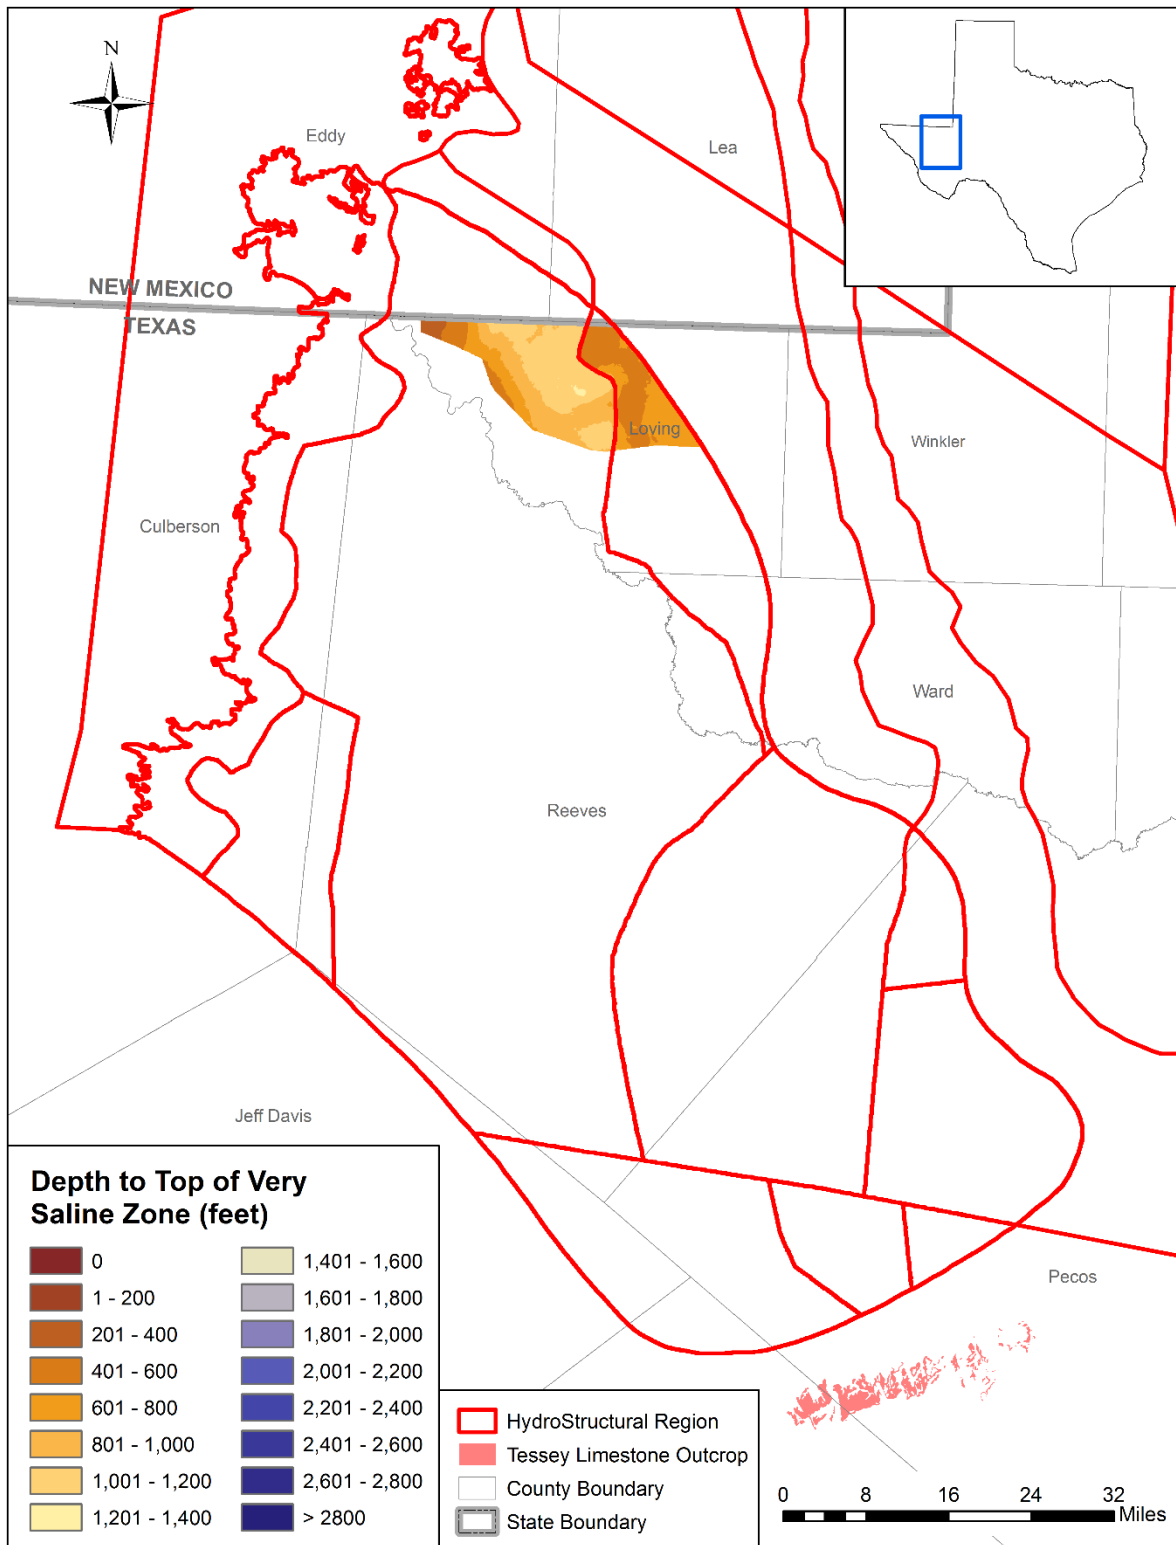 N
Eddy
Lea
NEW MEXICO
TEXAS
Loving
Winkler
Culberson
Ward
Reeves
Jeff Davis
Pecos
Depth to Top of Very
Saline Zone (feet)
0
1 - 200
201 - 400
401 - 600
601 - 800
801 - 1,000
1,001 - 1,200
1,201 - 1,400
1,401 - 1,600
1,601 - 1,800
1,801 - 2,000
2,001 - 2,200
2,201 - 2,400
2,401 - 2,600
2,601 - 2,800
> 2800
HydroStructural Region
Tessey Limestone Outcrop
County Boundary
State Boundary
0 8 16 24 32
Miles